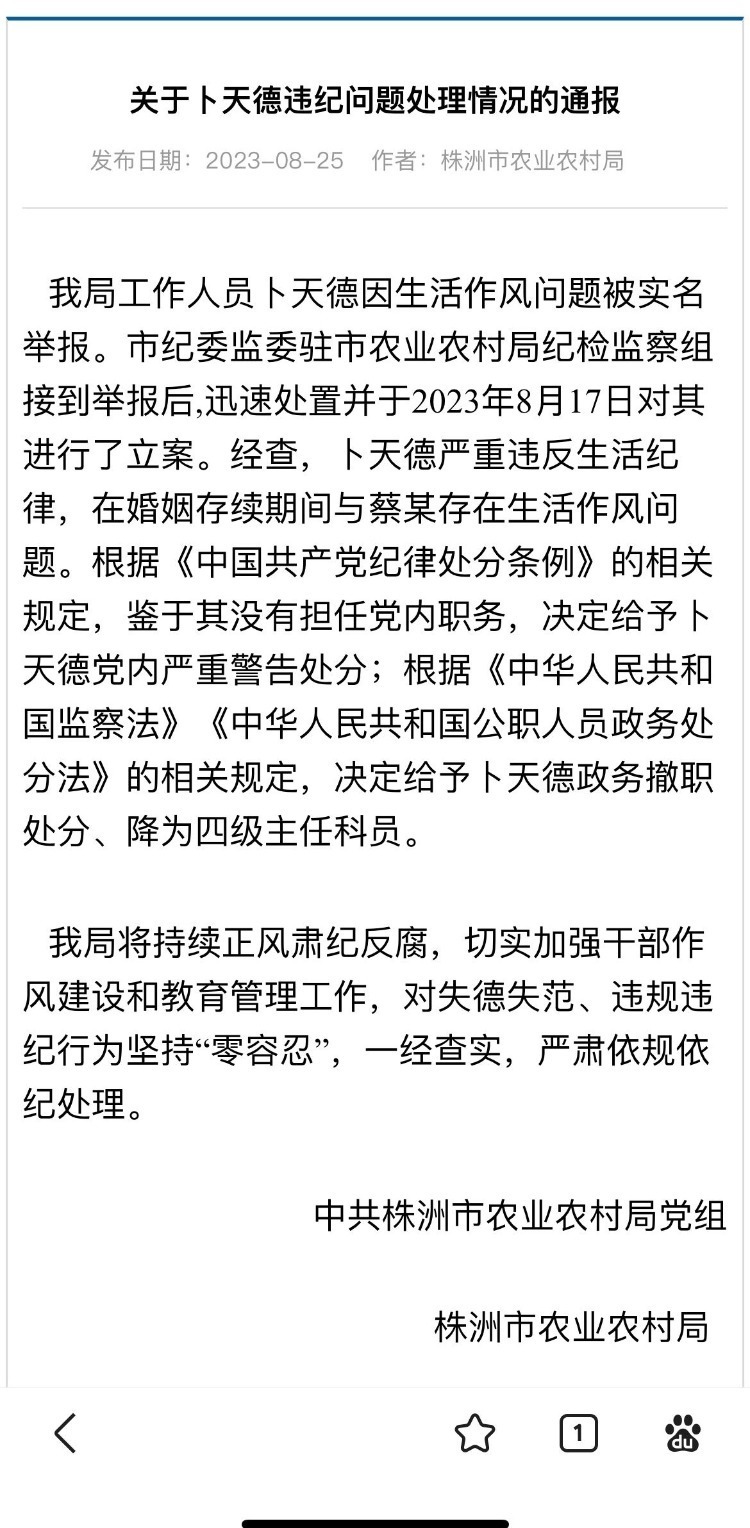 关于卜天德违纪问题处理情况的通报
发布日期：2023-08-25 作者：株洲市农业农村局
我局工作人员卜天德因生活作风问题被实名
举报。市纪委监委驻市农业农村局纪检监察组
接到举报后,迅速处置并于2023年8月17日对其
进行了立案。经查，卜天德严重违反生活纪
律，在婚姻存续期间与蔡某存在生活作风问
题。根据《中国共产党纪律处分条例》的相关
规定，鉴于其没有担任党内职务，决定给予卜
天德党内严重警告处分；根据《中华人民共和
国监察法》《中华人民共和国公职人员政务处
分法》的相关规定，决定给予卜天德政务撤职
处分、降为四级主任科员。
我局将持续正风肃纪反腐，切实加强干部作
风建设和教育管理工作，对失德失范、违规违
纪行为坚持“零容忍”，一经查实，严肃依规依
纪处理。
中共株洲市农业农村局党组
株洲市农业农村局
1
du